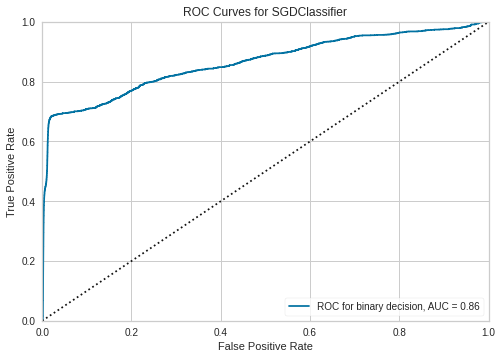 ROC Curves for SGDClassifier
True Positive Rate
1.0
0.8
0.6
0.4
0.2
0.0
ROC for binary decision, AUC = 0.86
0.0 0.2 0.4 0.6 0.8 1.0
False Positive Rate